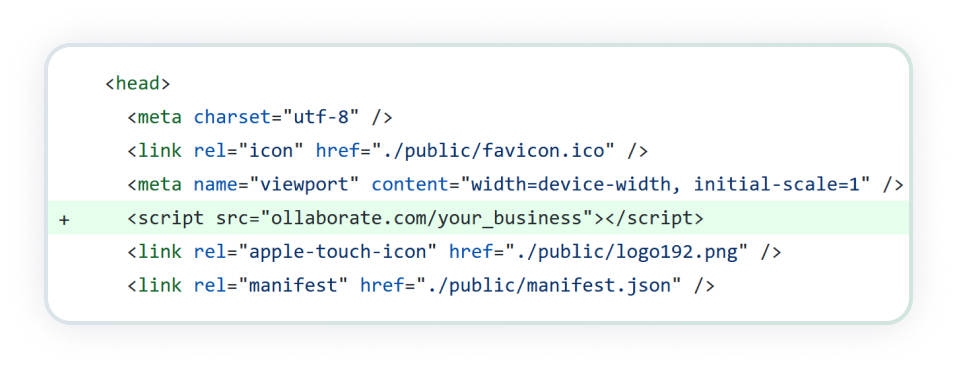 <head>
<meta charset="utf-8" />
<link rel="icon" href="./public/favicon.ico" />
<meta name="viewport" content="width=device-width, initial-scale=1" />
+ <script src="ollaborate.com/your_business"></script>
<link rel="apple-touch-icon" href="./public/logo192.png" />
<link rel="manifest" href="./public/manifest.json" />